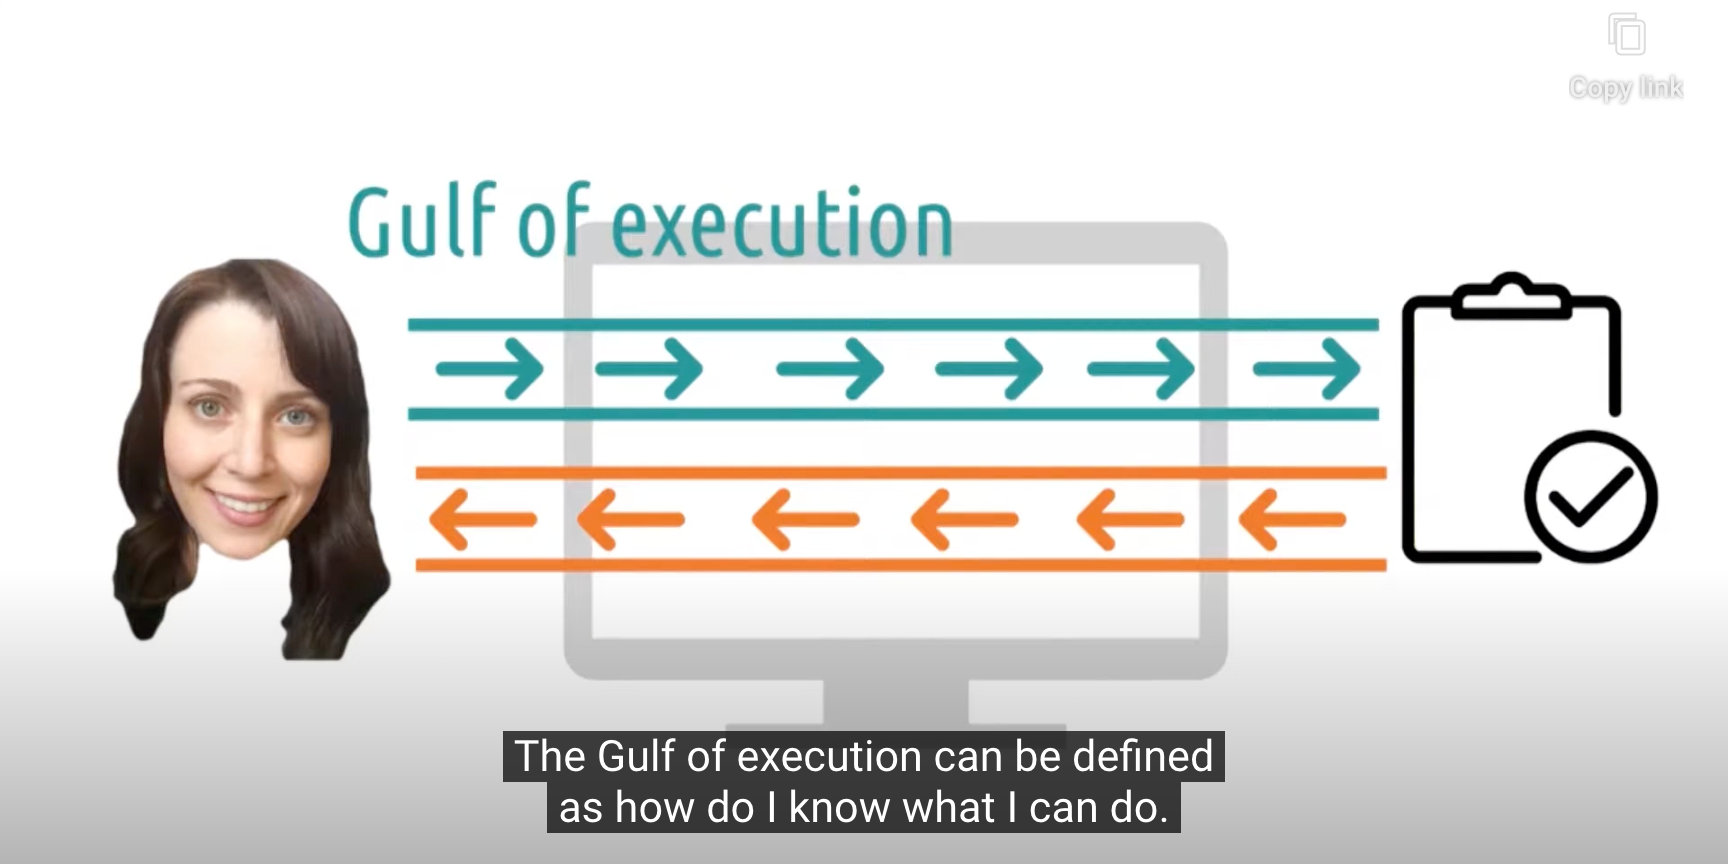 Copy link
Gulf of execution
The Gulf of execution can be defined
as how do I know what I can do.